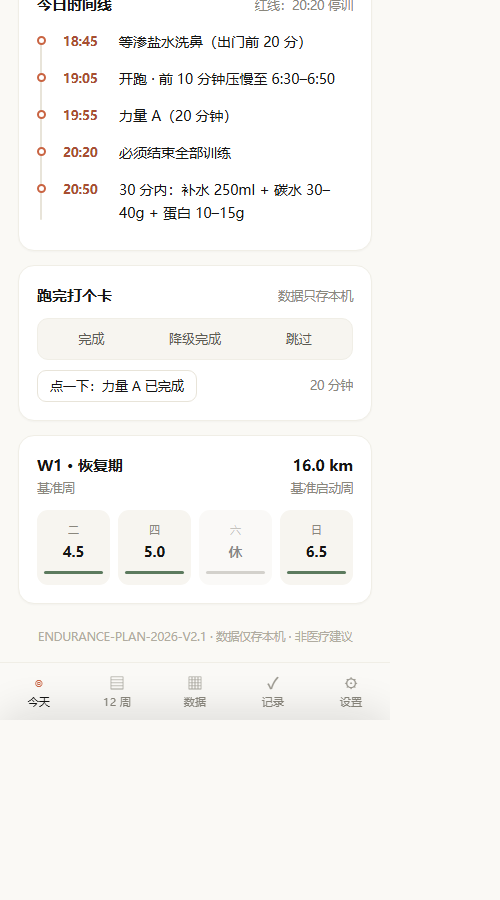 今日时间线 红线：20:20 停训
18:45 等渗盐水洗鼻（出门前 20 分）
19:05 开跑 · 前 10 分钟压慢至 6:30–6:50
19:55 力量 A（20 分钟）
20:20 必须结束全部训练
20:50 30 分内：补水 250ml + 碳水 30–
40g + 蛋白 10–15g
跑完打个卡 数据只存本机
完成 降级完成 跳过
点一下：力量 A 已完成 20 分钟
W1 · 恢复期 16.0 km
基准周 基准启动周
二 四 六 日
4.5 5.0 休 6.5
ENDURANCE-PLAN-2026-V2.1 · 数据仅存本机 · 非医疗建议
今天 12 周 数据 记录 设置